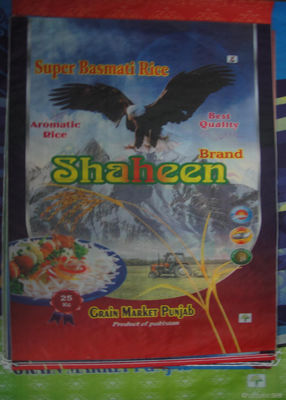 Super Basmati Rice
Aromatic
Rice
Best
Quality
Shaheen
Brand
25
KG
Grain Market Punjab
Product of pakistan